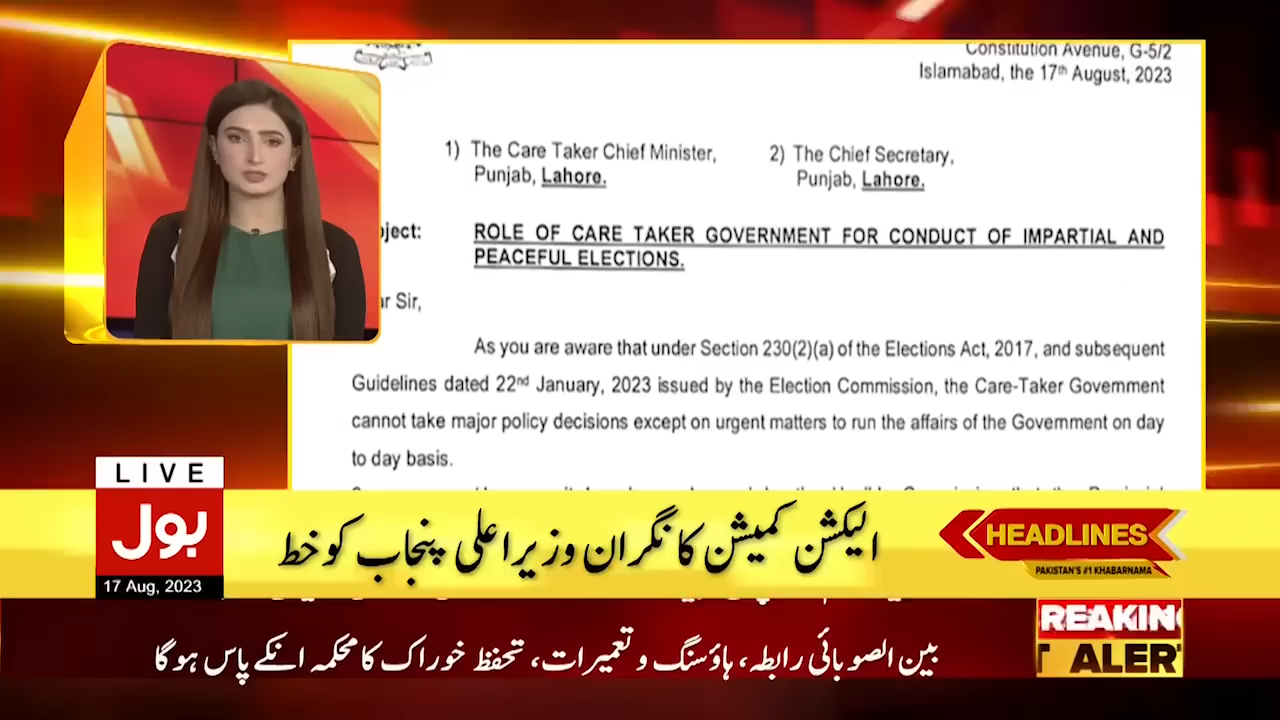 Constitution Avenue, G-5/2
Islamabad, the 17th August, 2023
1) The Care Taker Chief Minister,
Punjab, Lahore.
2) The Chief Secretary,
Punjab, Lahore.
ject:
ROLE OF CARE TAKER GOVERNMENT FOR CONDUCT OF IMPARTIAL AND
PEACEFUL ELECTIONS.
ar Sir,
As you are aware that under Section 230(2)(a) of the Elections Act, 2017, and subsequent
Guidelines dated 22nd January, 2023 issued by the Election Commission, the Care-Taker Government
cannot take major policy decisions except on urgent matters to run the affairs of the Government on day
to day basis.
LIVE
بول
17 Aug, 2023
الیکشن کمیشن کا نگران وزیراعلی پنجاب کو خط
HEADLINES
PAKISTAN'S #1 KHABARNAMA
بین الصوبائی رابطہ، ہاؤسنگ و تعمیرات، تحفظ خوراک کا محکمہ انکے پاس ہوگا
REAKIN
ALER